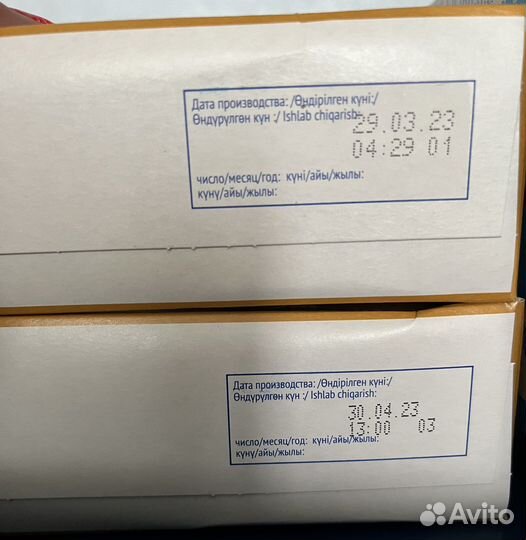 Дата производства: /Өндірілген күні:/
Өндүрүлгөн күн :/ Ishlab chiqarish:
29.03.23
04:29 01
число/месяц/год: күні/айы/жылы:
күнү/айы/жылы:
Дата производства: /Өндірілген күні:/
Өндүрүлгөн күн :/ Ishlab chiqarish:
30.04.23
13:00 03
число/месяц/год: күні/айы/жылы:
күнү/айы/жылы:
Avito